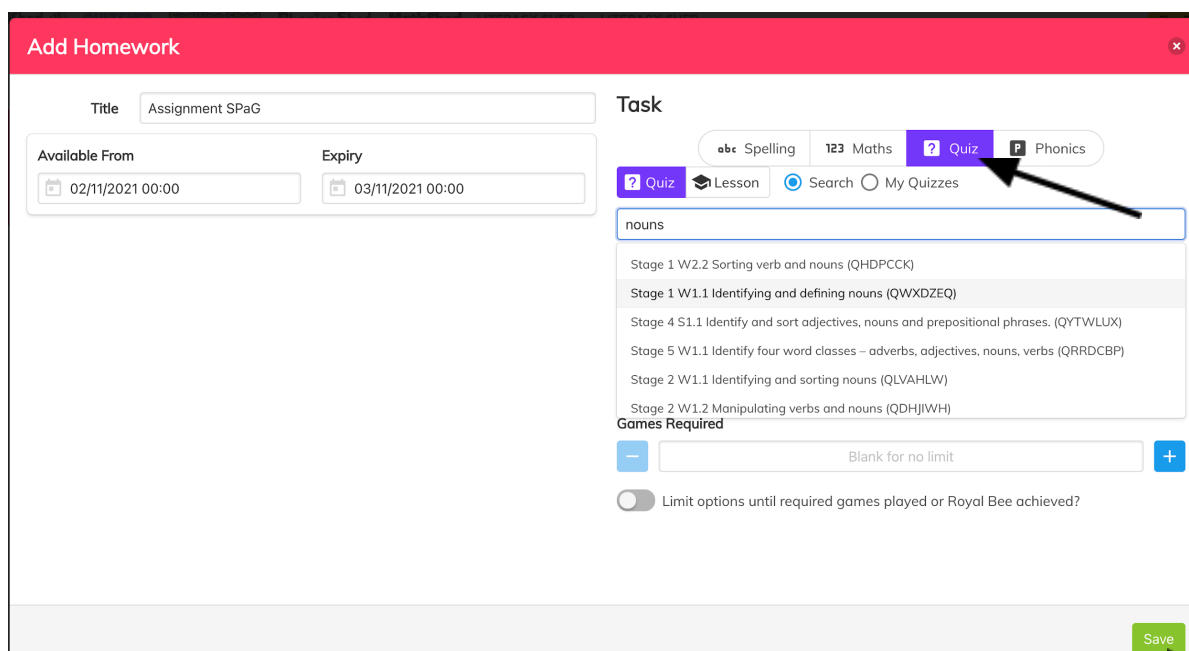 Add Homework
Title
Assignment SPaG
Available From
Expiry
02/11/2021 00:00
03/11/2021 00:00
Task
abc Spelling
123 Maths
? Quiz
P Phonics
? Quiz
Lesson
Search
My Quizzes
nouns
Stage 1 W2.2 Sorting verb and nouns (QHDPCCK)
Stage 1 W1.1 Identifying and defining nouns (QWXDZEQ)
Stage 4 S1.1 Identify and sort adjectives, nouns and prepositional phrases. (QYTWLUX)
Stage 5 W1.1 Identify four word classes – adverbs, adjectives, nouns, verbs (QRRDCBP)
Stage 2 W1.1 Identifying and sorting nouns (QLVAHLW)
Stage 2 W1.2 Manipulating verbs and nouns (QDHJIWH)
Games Required
Blank for no limit
Limit options until required games played or Royal Bee achieved?
Save